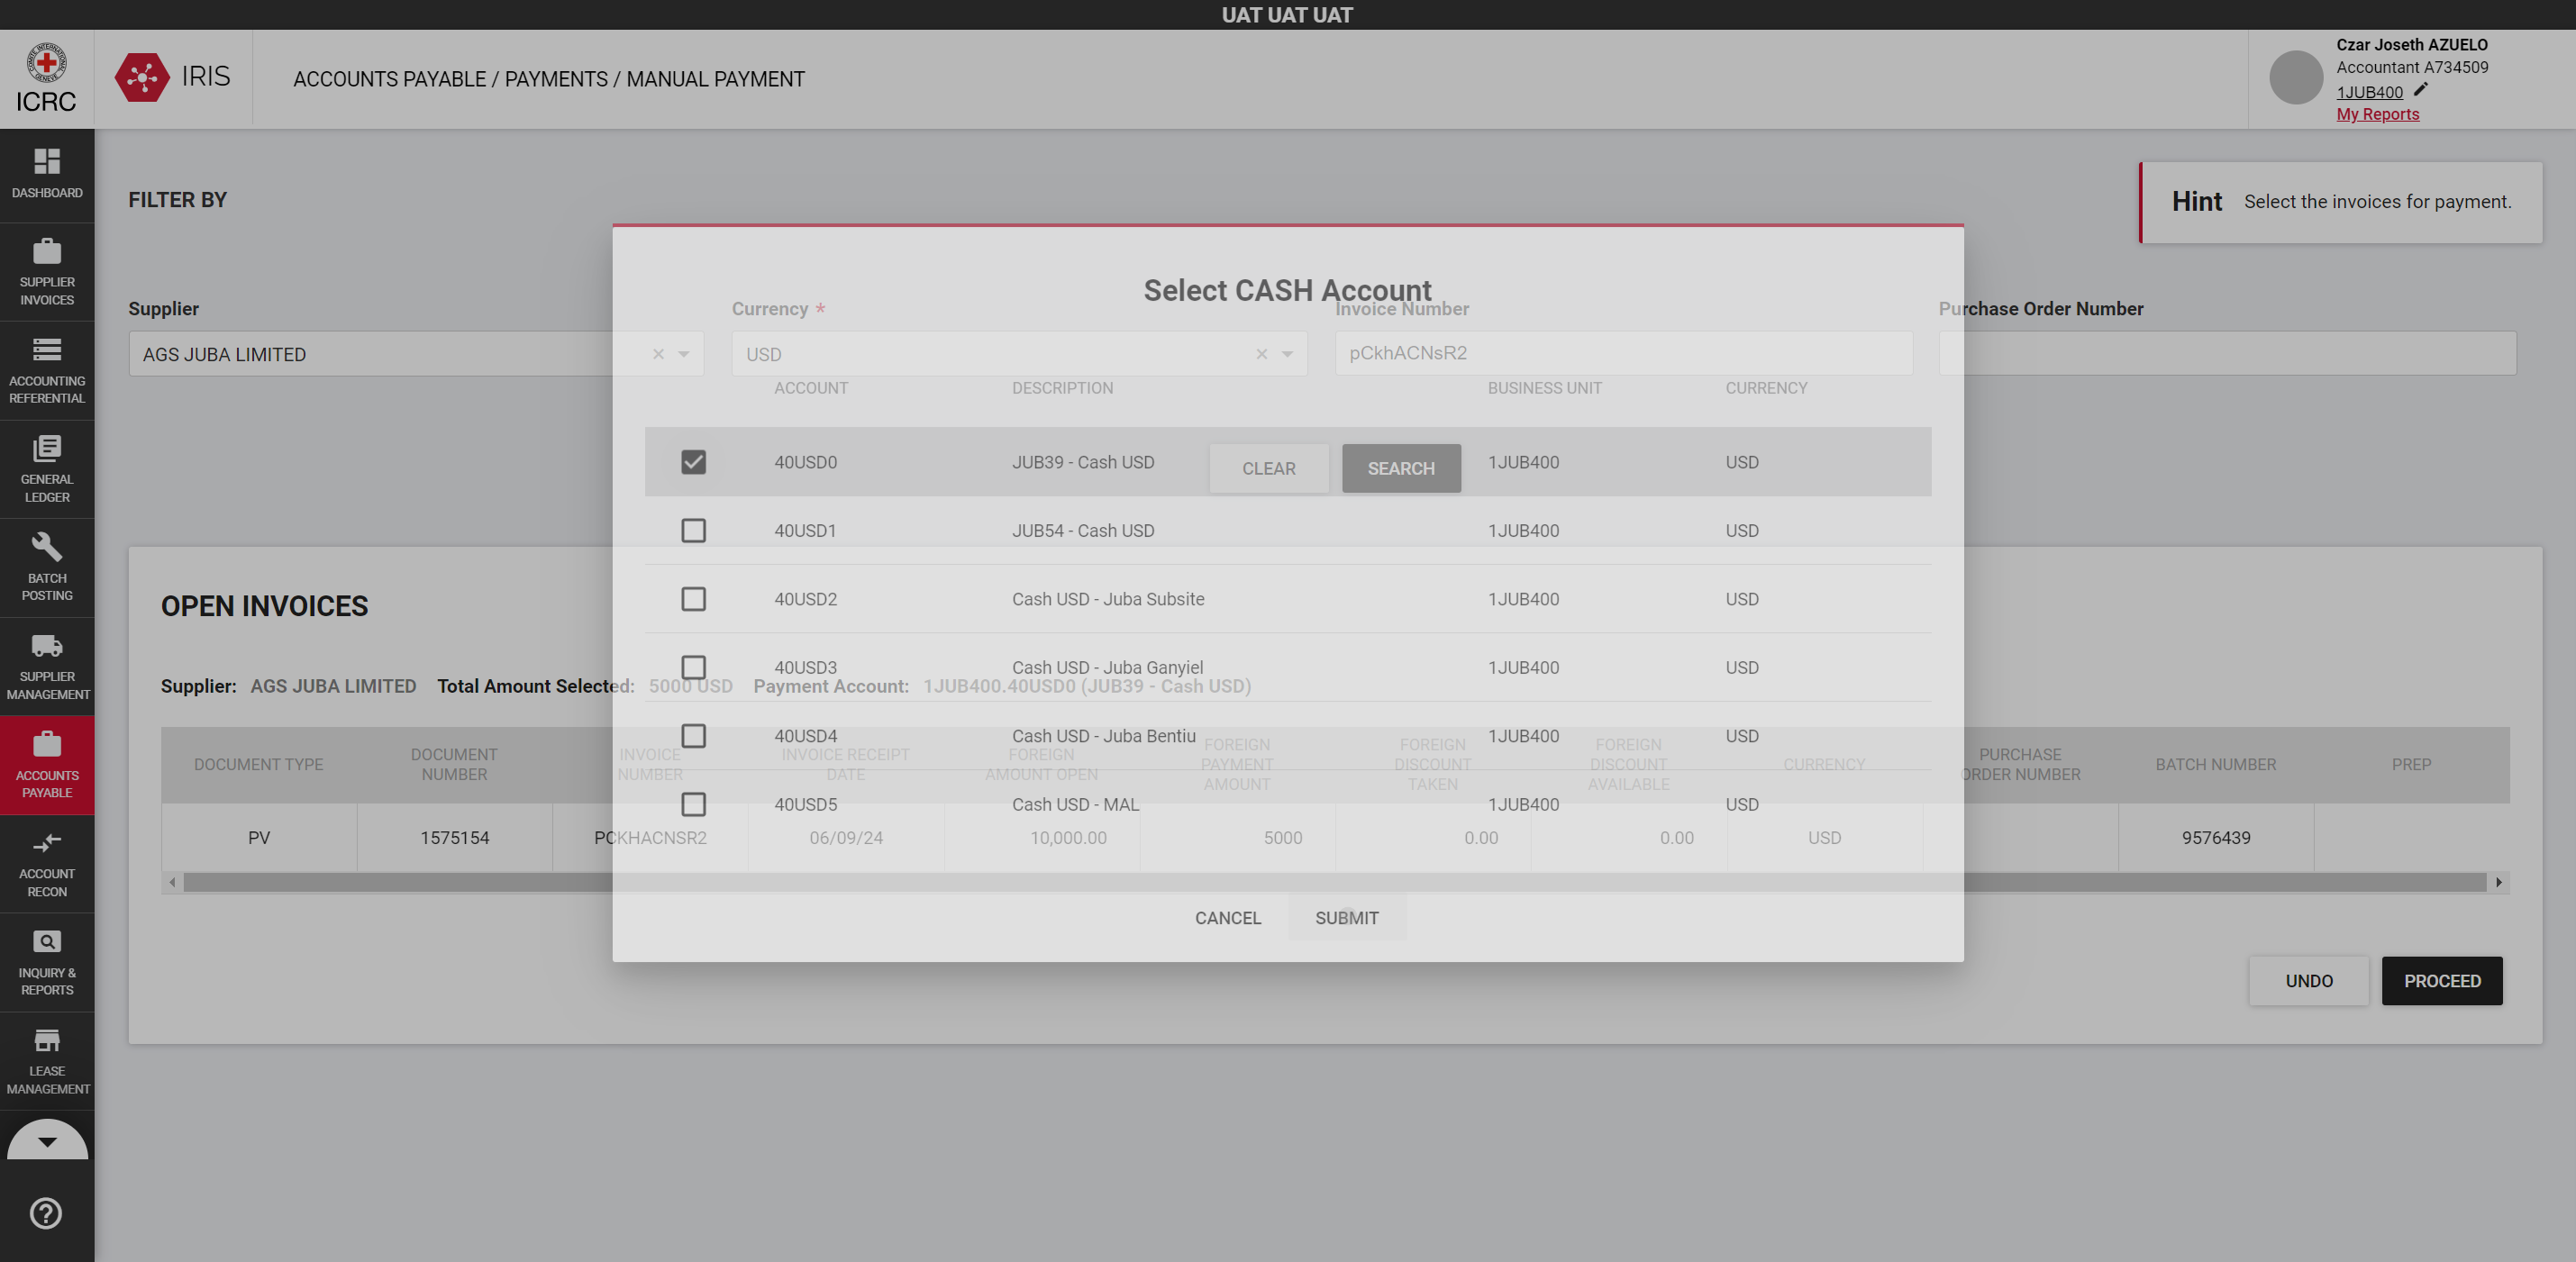 UAT UAT UAT
ICRC
IRIS
ACCOUNTS PAYABLE / PAYMENTS / MANUAL PAYMENT
Czar Joseth AZUELO
Accountant A734509
1JUB400
My Reports
DASHBOARD
SUPPLIER
INVOICES
ACCOUNTING
REFERENTIAL
GENERAL
LEDGER
BATCH
POSTING
SUPPLIER
MANAGEMENT
ACCOUNTS
PAYABLE
ACCOUNT
RECON
INQUIRY &
REPORTS
LEASE
MANAGEMENT
FILTER BY
Hint Select the invoices for payment.
Supplier
Currency *
Invoice Number
Purchase Order Number
AGS JUBA LIMITED
USD
pCkhACNsR2
CLEAR
SEARCH
Select CASH Account
ACCOUNT DESCRIPTION BUSINESS UNIT CURRENCY
40USD0 JUB39 - Cash USD 1JUB400 USD
40USD1 JUB54 - Cash USD 1JUB400 USD
40USD2 Cash USD - Juba Subsite 1JUB400 USD
40USD3 Cash USD - Juba Ganyiel 1JUB400 USD
40USD4 Cash USD - Juba Bentiu 1JUB400 USD
40USD5 Cash USD - MAL 1JUB400 USD
CANCEL
SUBMIT
OPEN INVOICES
Supplier: AGS JUBA LIMITED Total Amount Selected: 5000 USD Payment Account: 1JUB400.40USD0 (JUB39 - Cash USD)
DOCUMENT TYPE
DOCUMENT
NUMBER
INVOICE
NUMBER
INVOICE RECEIPT
DATE
FOREIGN
AMOUNT OPEN
FOREIGN
PAYMENT
AMOUNT
FOREIGN
DISCOUNT
TAKEN
FOREIGN
DISCOUNT
AVAILABLE
CURRENCY
PURCHASE
ORDER NUMBER
BATCH NUMBER
PREP
PV 1575154 PCKHACNSR2 06/09/24 10,000.00 5000 0.00 0.00 USD 9576439
UNDO
PROCEED